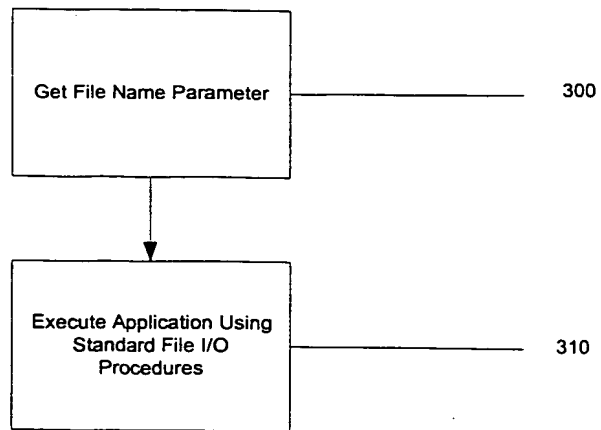 Get File Name Parameter
300
Execute Application Using
Standard File I/O
Procedures
310